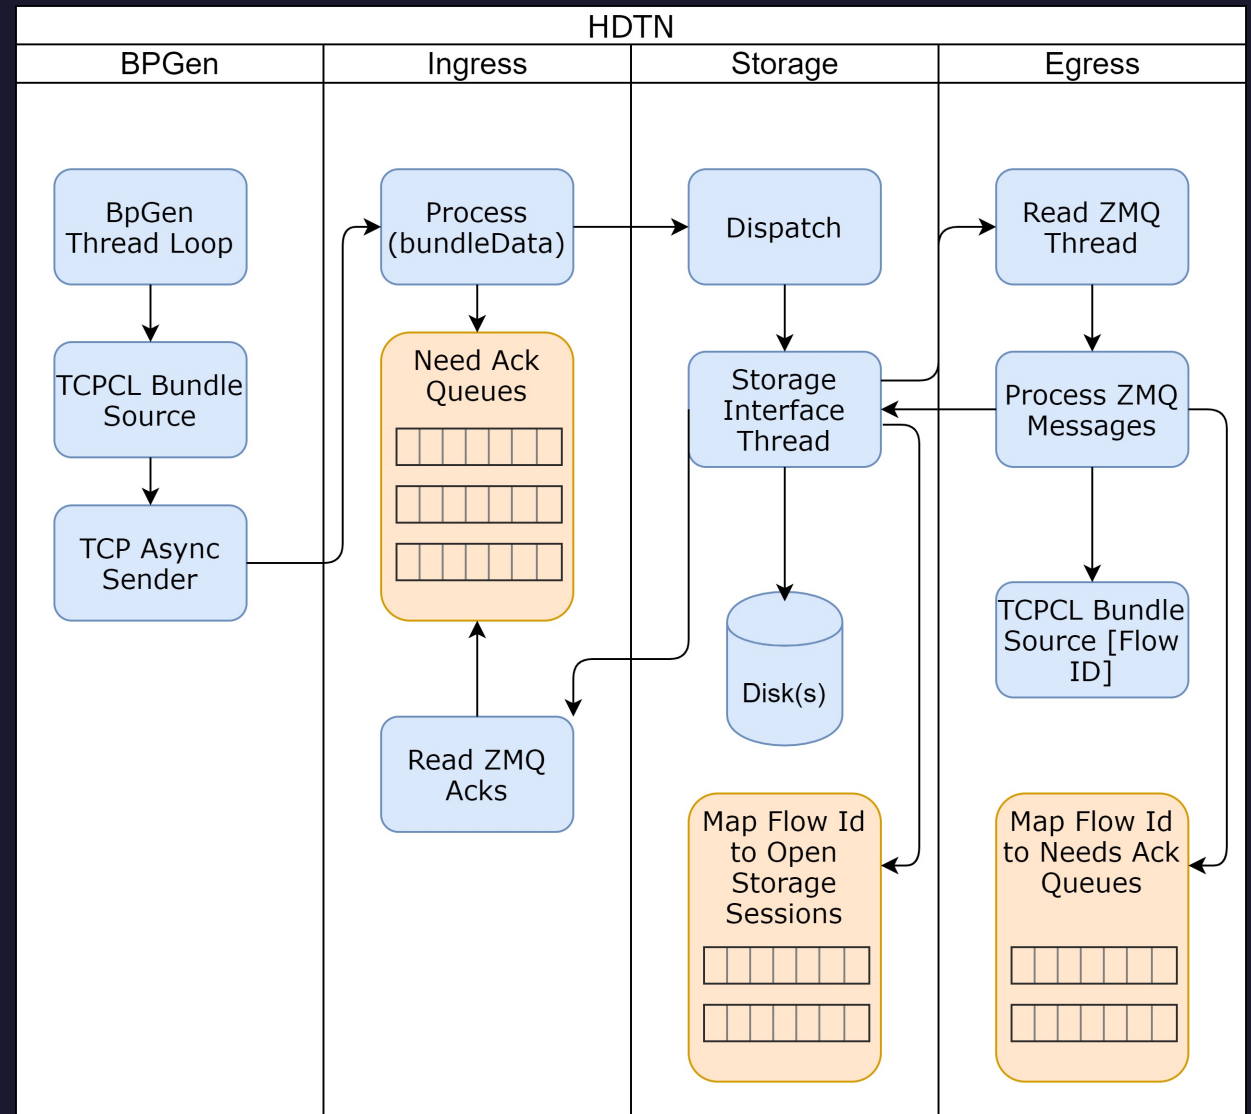 HDTN
BPGen
Ingress
Storage
Egress
BpGen
Thread Loop
TCPCL Bundle
Source
TCP Async
Sender
Process
(bundleData)
Need Ack
Queues
Read ZMQ
Acks
Dispatch
Storage
Interface
Thread
Disk(s)
Map Flow Id
to Open
Storage
Sessions
Read ZMQ
Thread
Process ZMQ
Messages
TCPCL Bundle
Source [Flow
ID]
Map Flow Id
to Needs Ack
Queues